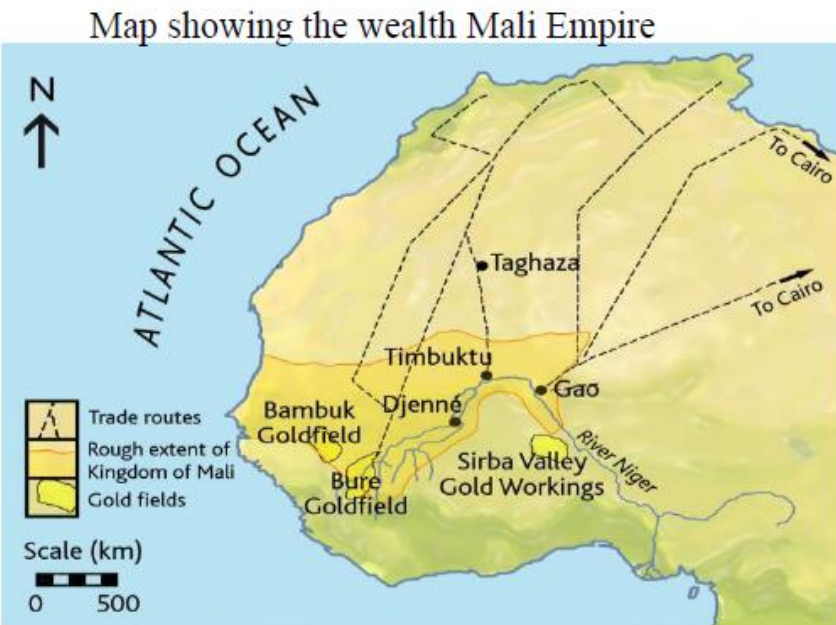 Map showing the wealth Mali Empire
N
ATLANTIC OCEAN
To Cairo
Taghaza
To Cairo
Timbuktu
Gao
Djenné
Bambuk
Goldfield
Sirba Valley
Gold Workings
River Niger
Bure
Goldfield
Trade routes
Rough extent of
Kingdom of Mali
Gold fields
Scale (km)
0 500